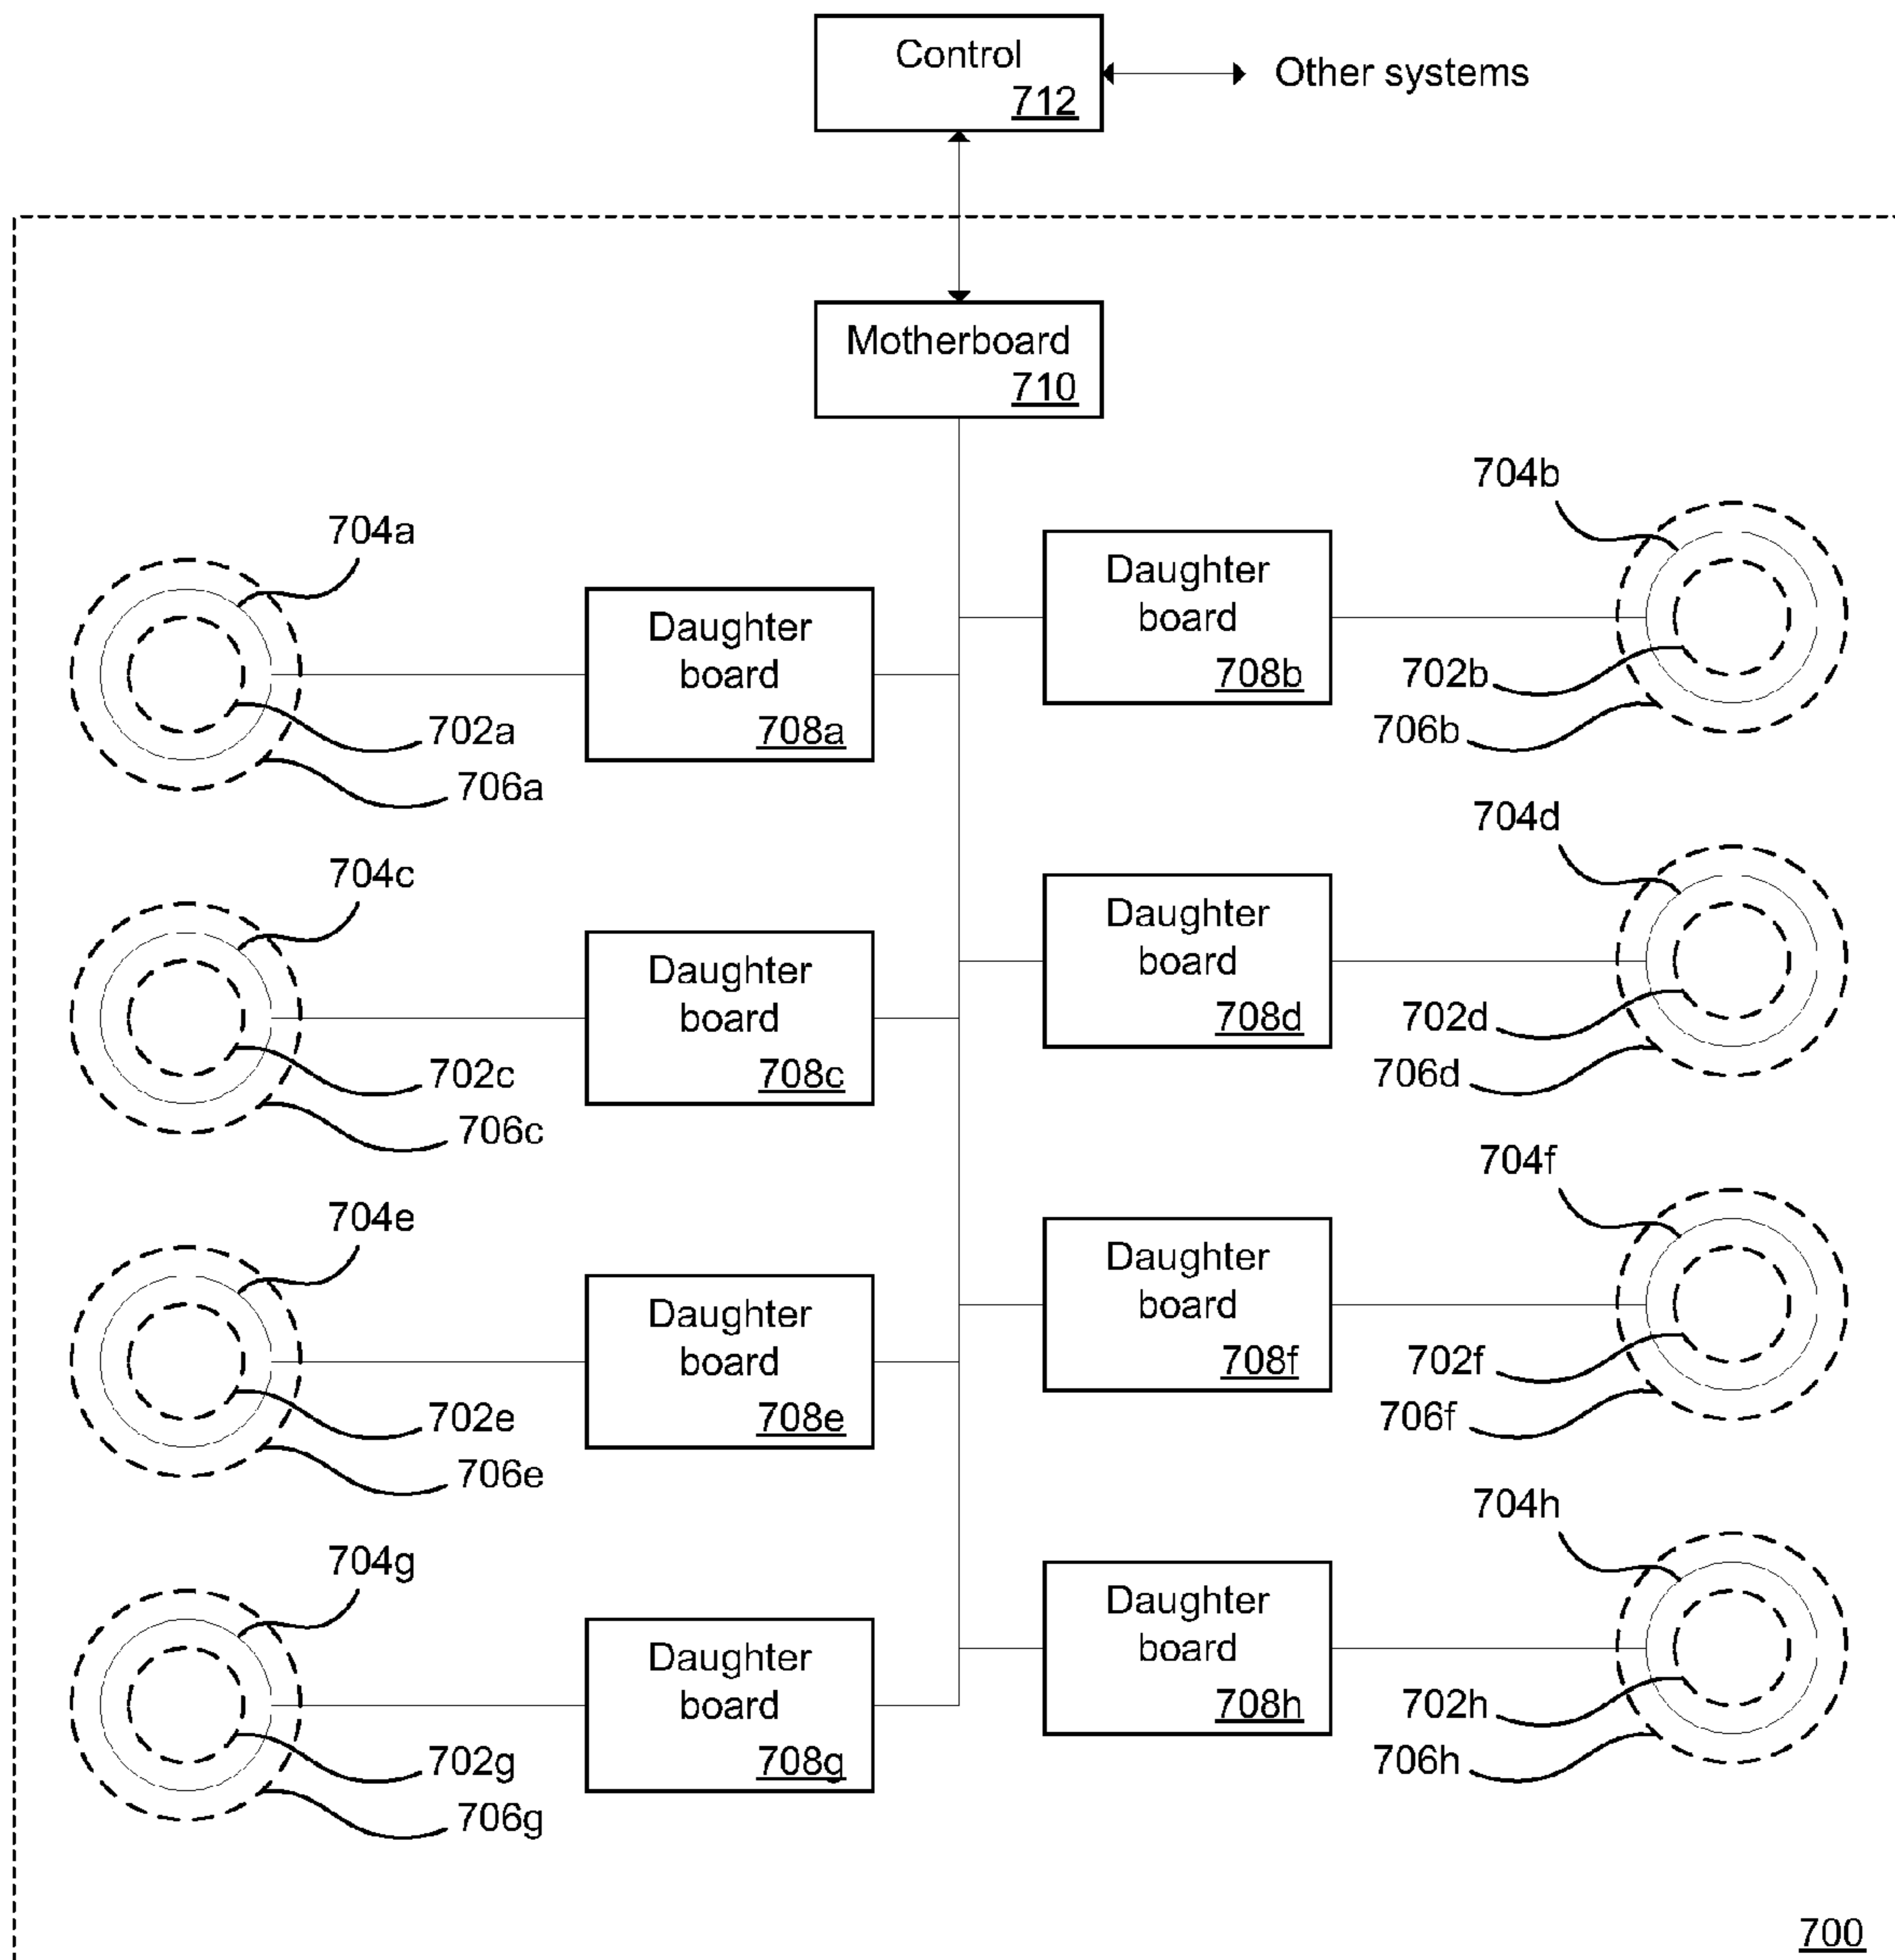 Control
712
Other systems
Motherboard
710
704b
704a
Daughter
board
708b
Daughter
board
708a
702b
706b
702a
706a
704d
704c
Daughter
board
708d
Daughter
board
708c
702d
706d
702c
706c
704f
704e
Daughter
board
708f
Daughter
board
708e
702f
706f
702e
706e
704h
704g
Daughter
board
708h
Daughter
board
708g
702h
706h
702g
706g
700